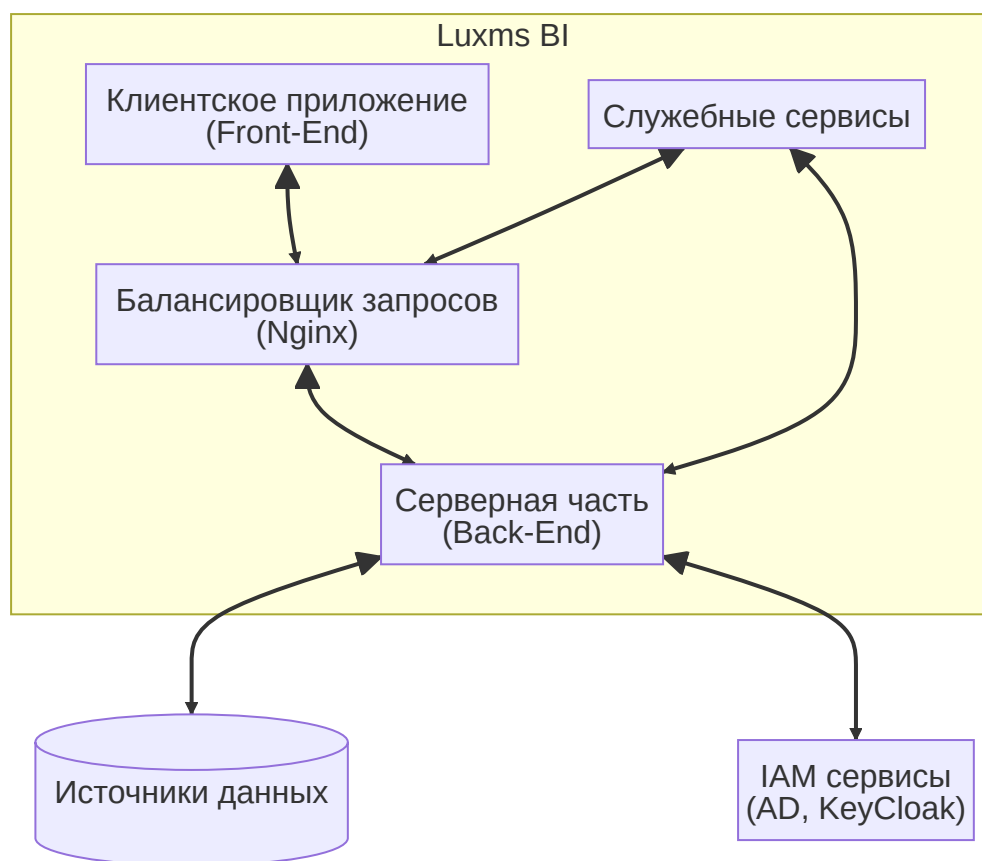 Luxms BI
Клиентское приложение
(Front-End)
Служебные сервисы
Балансировщик запросов
(Nginx)
Серверная часть
(Back-End)
Источники данных
IAM сервисы
(AD, KeyCloak)